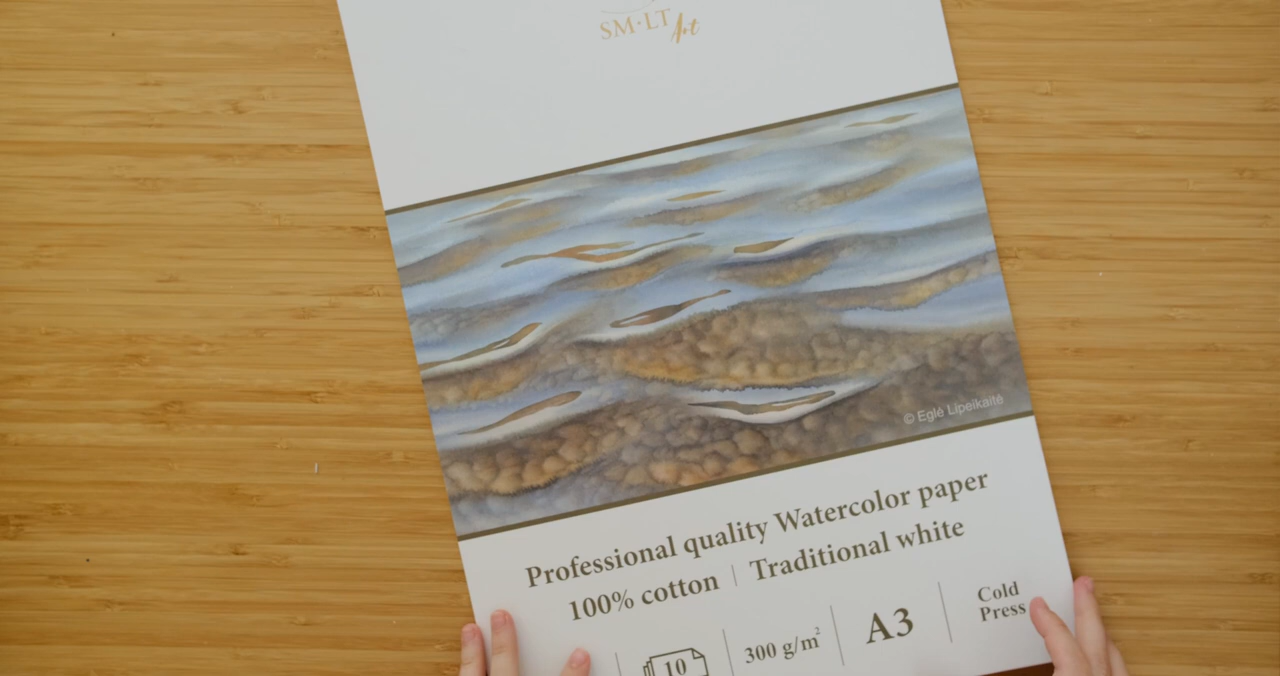 SM·LT Art
© Eglė Lipeikaitė
Professional quality Watercolor paper
100% cotton | Traditional white
10
300 g/m²
A3
Cold
Press